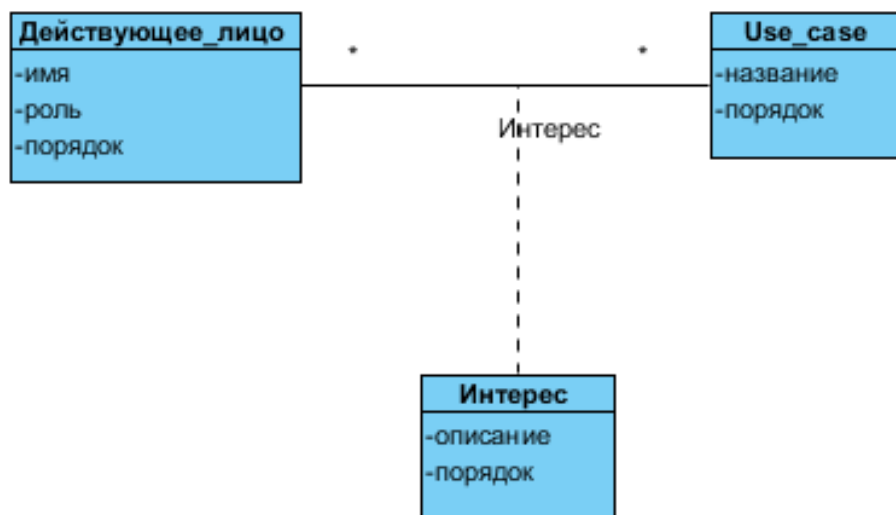 Действующее_лицо
-имя
-роль
-порядок
*
*
Use_case
-название
-порядок
Интерес
Интерес
-описание
-порядок